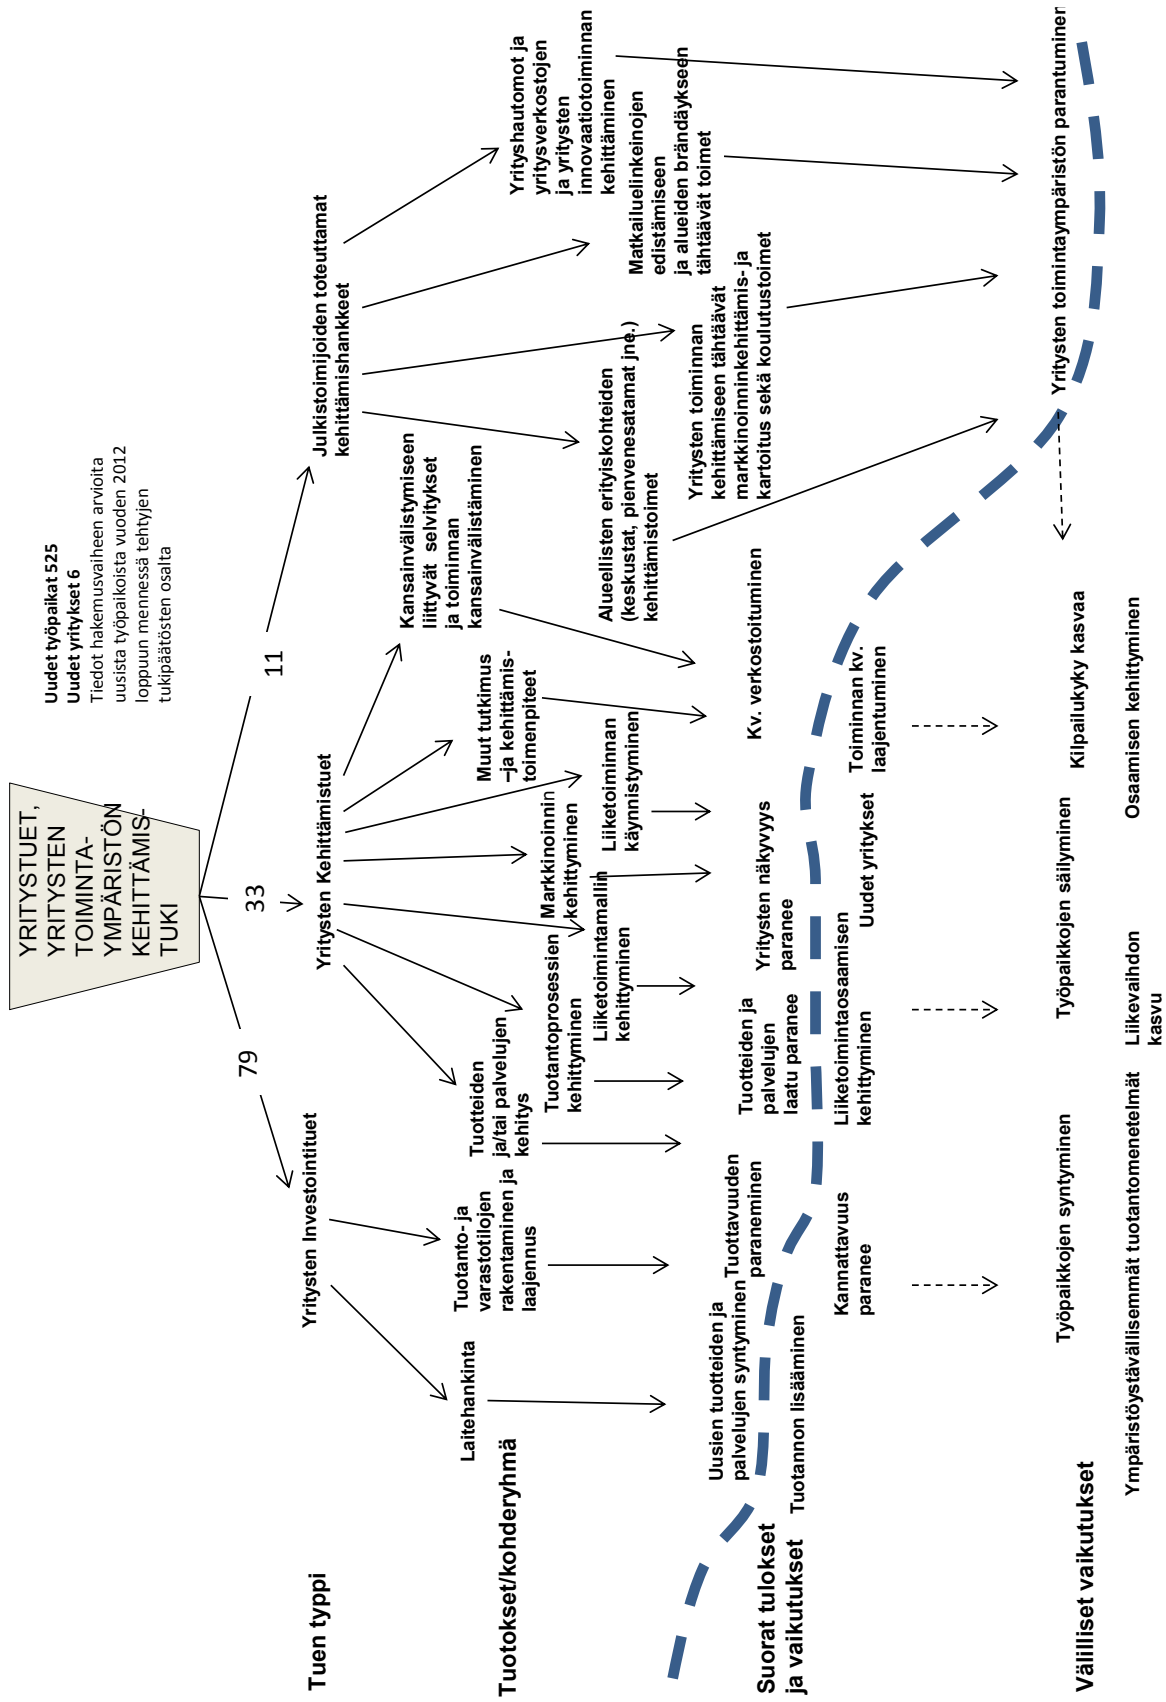 YRITYSTUET,
YRITYSTEN
TOIMINTA-
YMPÄRISTÖN
KEHITTÄMIS-
TUKI
Uudet työpaikat 525
Uudet yritykset 6
Tiedot hakemusvaiheen arvioita
uusista työpaikoista vuoden 2012
loppuun mennessä tehtyjen
tukipäätösten osalta
79
33
11
Tuen typpi
Yritysten Investointituet
Yritysten Kehittämistuet
Julkistoimijoiden toteuttamat
kehittämishankkeet
Tuotokset/kohderyhmä
Laitehankinta
Tuotanto- ja
varastotilojen
rakentaminen ja
laajennus
Tuotteiden
ja/tai palvelujen
kehitys
Tuotantoprosessien
kehittyminen
Liiketoimintamallin
kehittyminen
Markkinoinnin
kehittyminen
Liiketoiminnan
käynnistyminen
Muut tutkimus
–ja kehittämis-
toimenpiteet
Kansainvälistymiseen
liittyvät selvitykset
ja toiminnan
kansainvälistäminen
Alueellisten erityiskohteiden
(keskustat, pienvenesatamat jne.)
kehittämistoimet
Yritysten toiminnan
kehittämiseen tähtäävät
markkinoinninkehittämis- ja
kartoitus sekä koulutustoimet
Matkailuelinkeinojen
edistämiseen
ja alueiden brändäykseen
tähtäävät toimet
Yrityshautomot ja
yritysverkostojen
ja yritysten
innovaatiotoiminnan
kehittäminen
Suorat tulokset
ja vaikutukset
Uusien tuotteiden ja
palvelujen syntyminen
Tuotannon lisääminen
Tuottavuuden
paraneminen
Kannattavuus
paranee
Tuotteiden ja
palvelujen
laatu paranee
Liiketoimintaosaamisen
kehittyminen
Yritysten näkyvyys
paranee
Uudet yritykset
Kv. verkostoituminen
Toiminnan kv.
laajentuminen
Yritysten toimintaympäristön parantuminen
Välilliset vaikutukset
Työpaikkojen syntyminen
Työpaikkojen säilyminen
Kilpailukyky kasvaa
Ympäristöystävällisemmät tuotantomenetelmät
Liikevaihdon
kasvu
Osaamisen kehittyminen